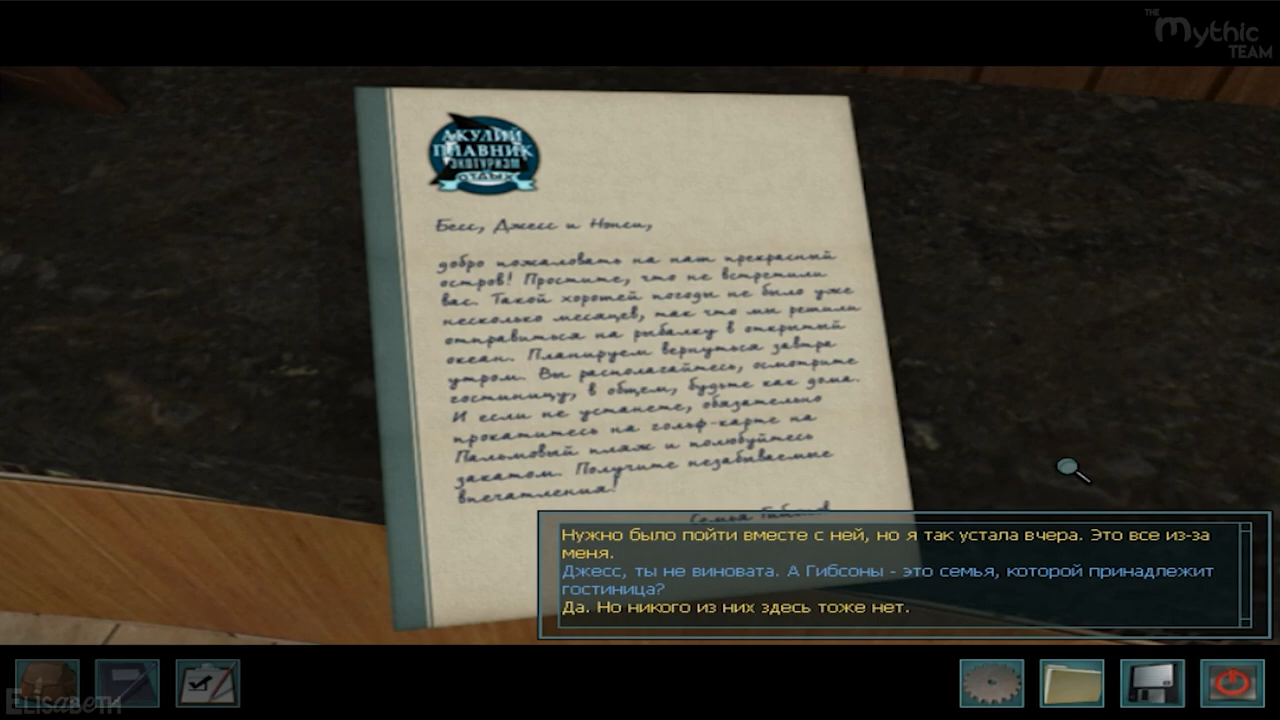 THE
Mythic
TEAM
АКУЛИЙ
ПЛАВНИК
ЭКОТУРИЗМ
ОТДЫХ
Бесс, Джесс и Нэнси,
добро пожаловать на наш прекрасный
остров! Простите, что не встретили
вас. Такой хорошей погоды не было уже
несколько месяцев, так что мы решили
отправиться на рыбалку в открытый
океан. Планируем вернуться завтра
утром. Вы располагайтесь, осмотрите
гостиницу, в общем, будьте как дома.
И если не устанете, обязательно
прокатитесь на гольф-карте на
Пальмовый пляж и полюбуйтесь
закатом. Получите незабываемые
впечатления!
Семья Гибсонов
Нужно было пойти вместе с ней, но я так устала вчера. Это все из-за
меня.
Джесс, ты не виновата. А Гибсоны - это семья, которой принадлежит
гостиница?
Да. Но никого из них здесь тоже нет.
ELISABETH